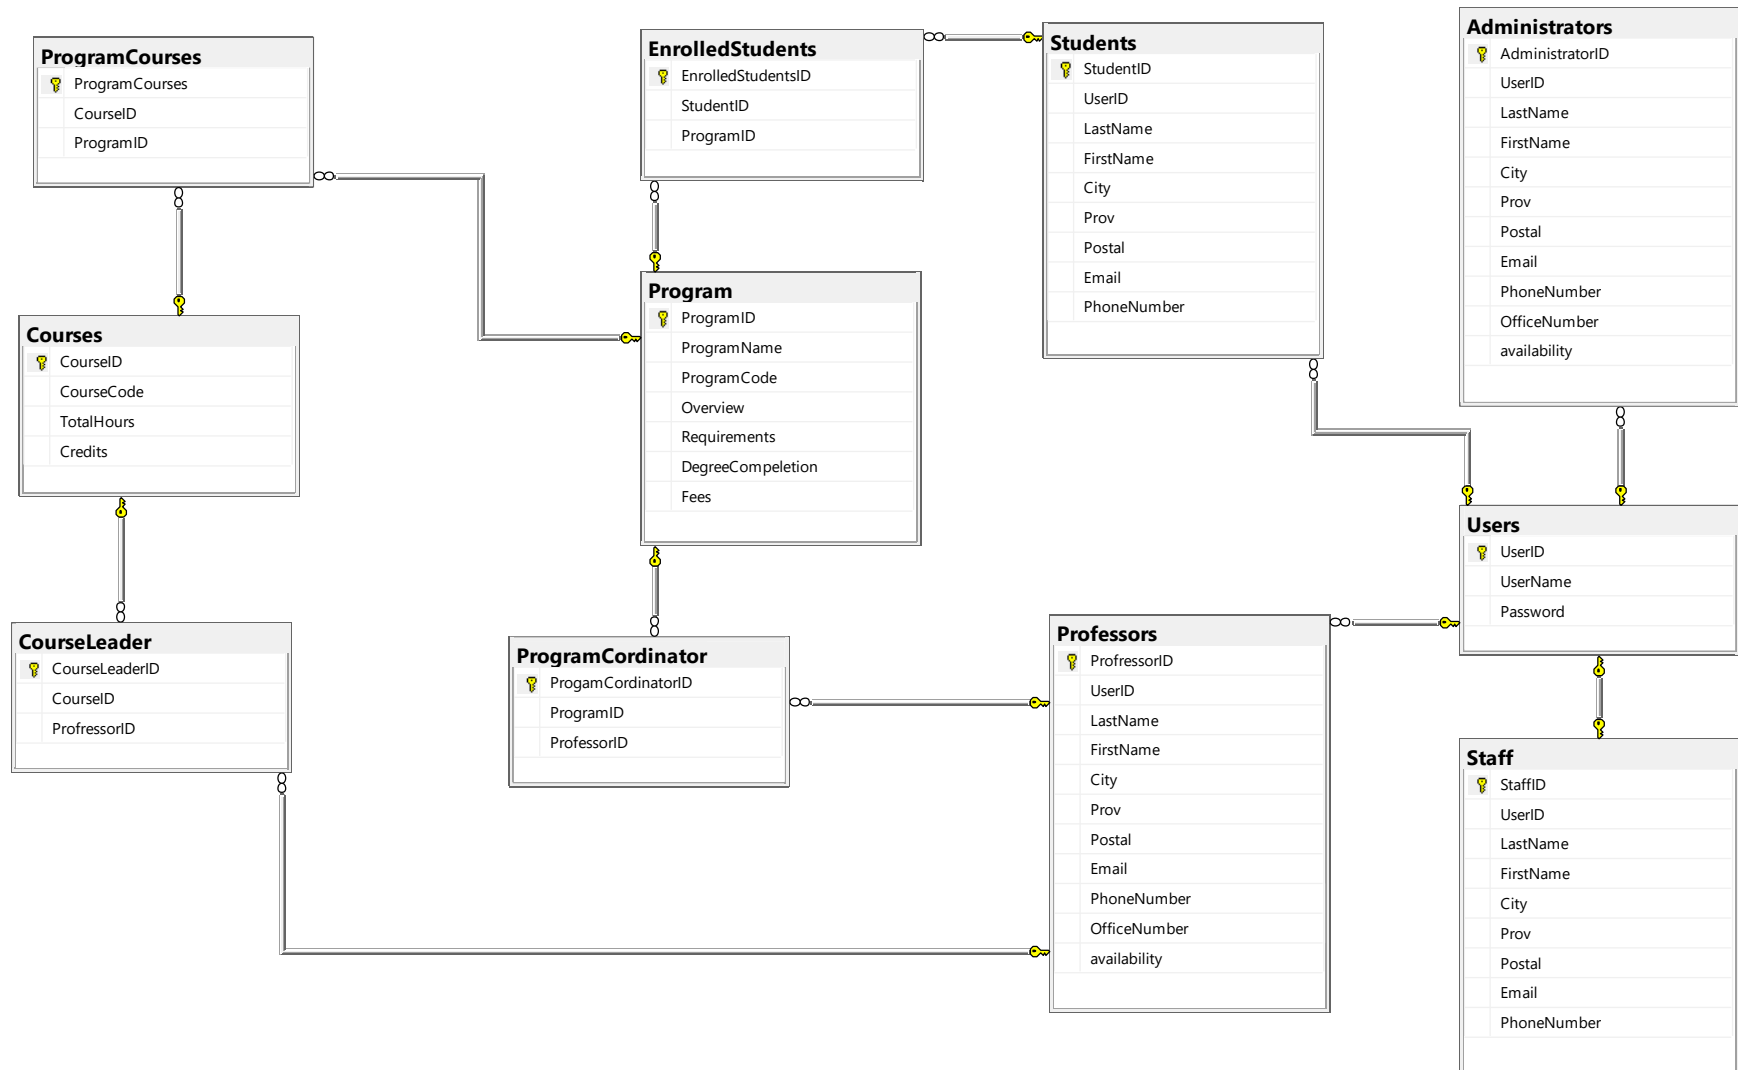 ProgramCourses
ProgramCourses
CourseID
ProgramID
EnrolledStudents
EnrolledStudentsID
StudentID
ProgramID
Students
StudentID
UserID
LastName
FirstName
City
Prov
Postal
Email
PhoneNumber
Administrators
AdministratorID
UserID
LastName
FirstName
City
Prov
Postal
Email
PhoneNumber
OfficeNumber
availability
Courses
CourseID
CourseCode
TotalHours
Credits
Program
ProgramID
ProgramName
ProgramCode
Overview
Requirements
DegreeCompeletion
Fees
Users
UserID
UserName
Password
CourseLeader
CourseLeaderID
CourseID
ProfressorID
ProgramCordinator
ProgamCordinatorID
ProgramID
ProfessorID
Professors
ProfressorID
UserID
LastName
FirstName
City
Prov
Postal
Email
PhoneNumber
OfficeNumber
availability
Staff
StaffID
UserID
LastName
FirstName
City
Prov
Postal
Email
PhoneNumber